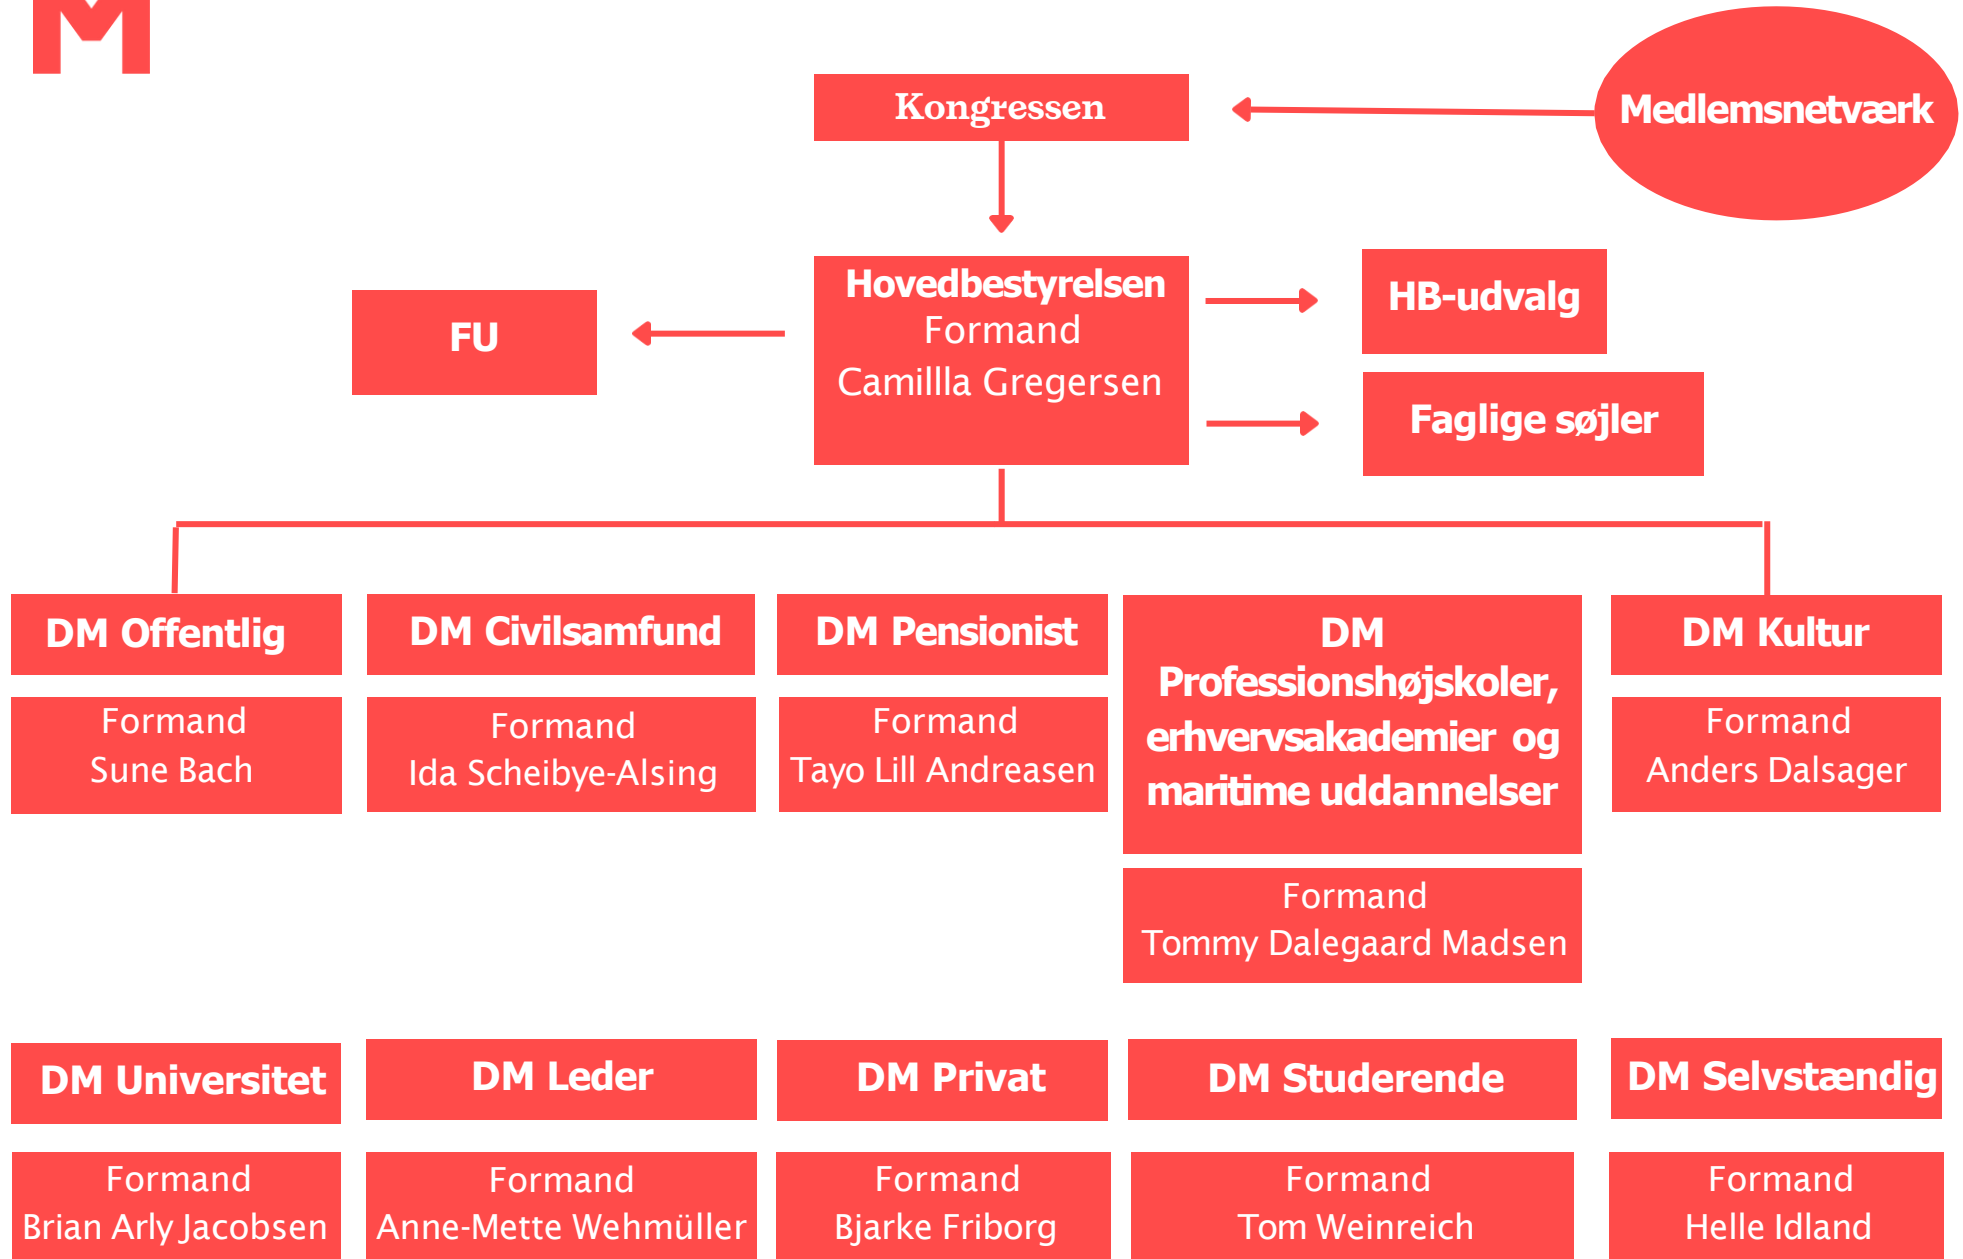 M
Kongressen
Medlemsnetværk
Hovedbestyrelsen
Formand
Camillla Gregersen
FU
HB-udvalg
Faglige søjler
DM Offentlig
Formand
Sune Bach
DM Civilsamfund
Formand
Ida Scheibye-Alsing
DM Pensionist
Formand
Tayo Lill Andreasen
DM
Professionshøjskoler,
erhvervsakademier og
maritime uddannelser
Formand
Tommy Dalegaard Madsen
DM Kultur
Formand
Anders Dalsager
DM Universitet
Formand
Brian Arly Jacobsen
DM Leder
Formand
Anne-Mette Wehmüller
DM Privat
Formand
Bjarke Friborg
DM Studerende
Formand
Tom Weinreich
DM Selvstændig
Formand
Helle Idland